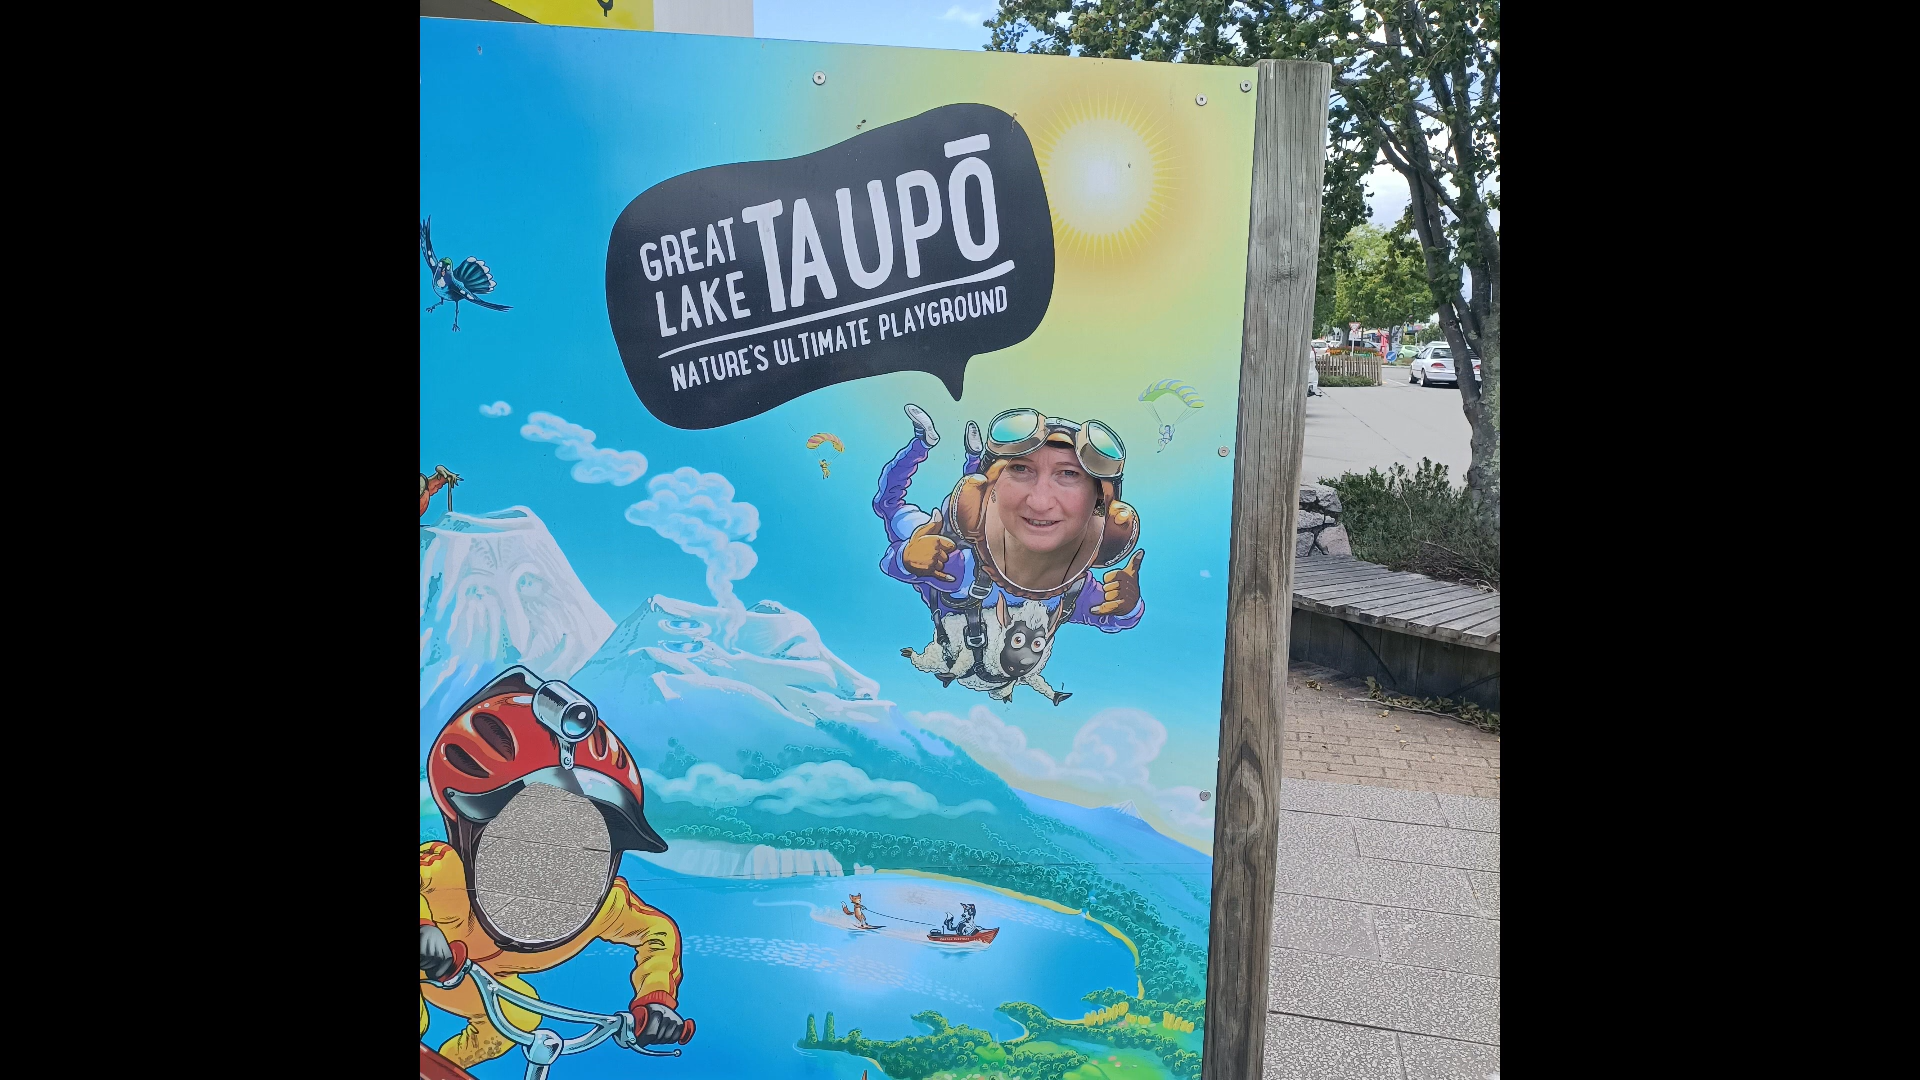 GREAT
LAKE
TAUPŌ
NATURE'S ULTIMATE PLAYGROUND